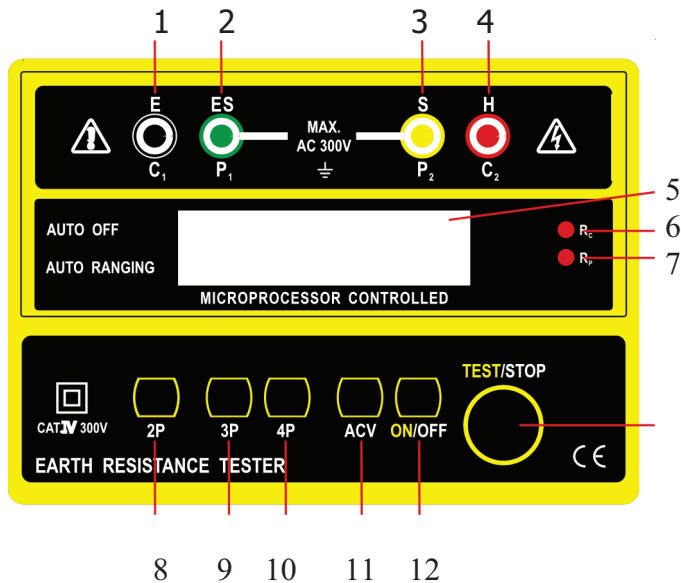 1 2 3 4
E ES S H
MAX.
AC 300V
C₁ P₁ P₂ C₂
5
AUTO OFF
R_C 6
AUTO RANGING
R_P 7
MICROPROCESSOR CONTROLLED
TEST/STOP
CAT.IV 300V
2P 3P 4P ACV ON/OFF
EARTH RESISTANCE TESTER CE
8 9 10 11 12